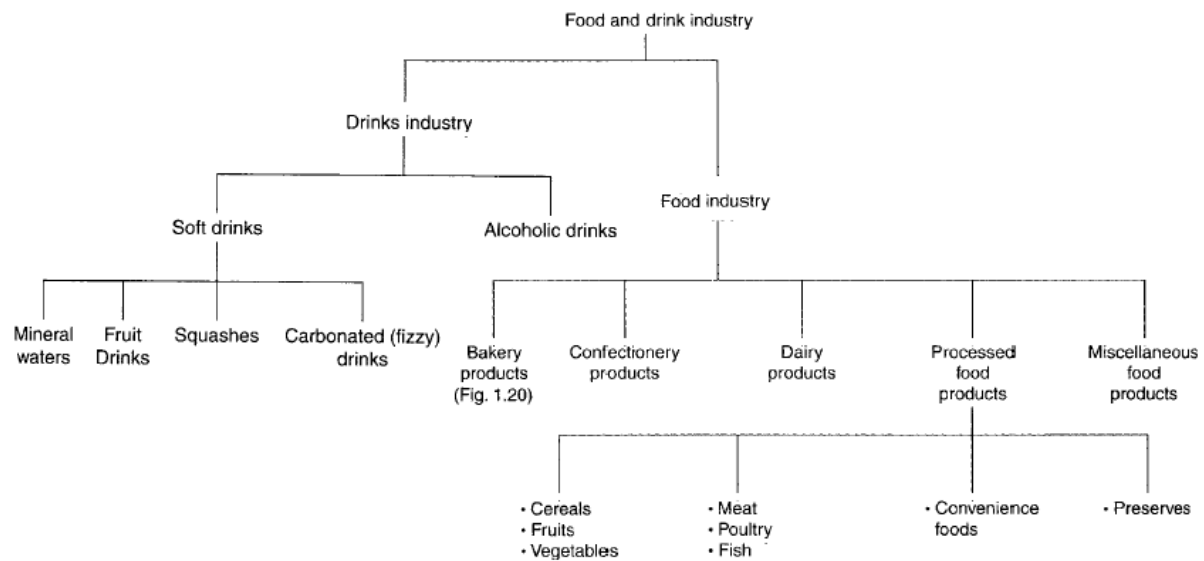 Food and drink industry
Drinks industry
Food industry
Soft drinks
Alcoholic drinks
Mineral
waters
Fruit
Drinks
Squashes
Carbonated (fizzy)
drinks
Bakery
products
(Fig. 1.20)
Confectionery
products
Dairy
products
Processed
food
products
Miscellaneous
food
products
• Cereals
• Fruits
• Vegetables
• Meat
• Poultry
• Fish
• Convenience
foods
• Preserves